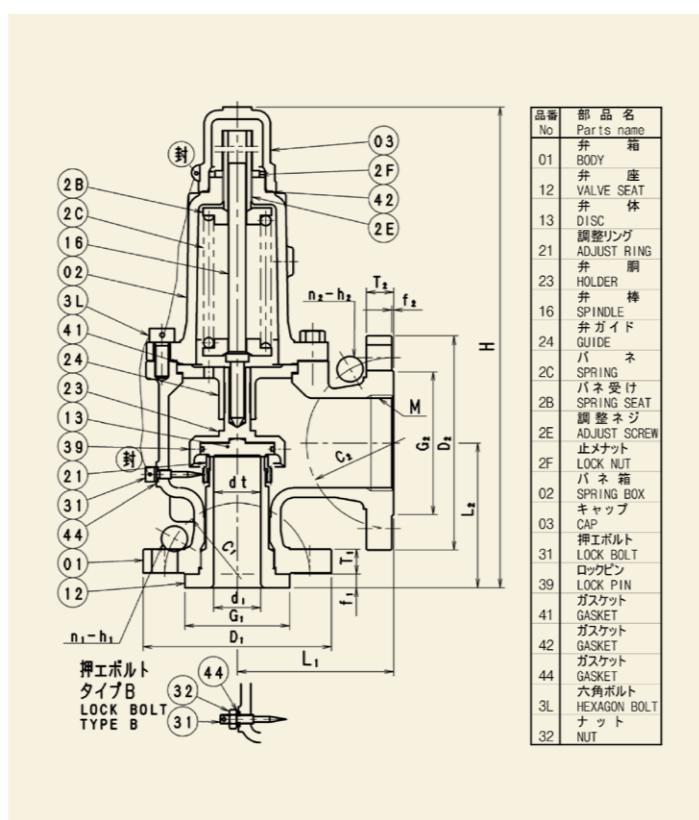 03
封
2F
2B
42
2C
2E
16
02
T₂
n₂-h₂
f₂
3L
H
41
24
M
23
G₂
D₂
13
C₂
39
封
L₂
21
dt
31
44
C₁
01
T₁
12
f₁
d₁
G₁
n₁-h₁
D₁
L₁
押エボルト
タイプB
LOCK BOLT
TYPE B
44
32
31
品番 部品名
No Parts name
弁箱
01 BODY
弁座
12 VALVE SEAT
弁体
13 DISC
調整リング
21 ADJUST RING
弁胴
23 HOLDER
弁棒
16 SPINDLE
弁ガイド
24 GUIDE
バネ
2C SPRING
バネ受け
2B SPRING SEAT
調整ネジ
2E ADJUST SCREW
止メナット
2F LOCK NUT
バネ箱
02 SPRING BOX
キャップ
03 CAP
押エボルト
31 LOCK BOLT
ロックピン
39 LOCK PIN
ガスケット
41 GASKET
ガスケット
42 GASKET
ガスケット
44 GASKET
六角ボルト
3L HEXAGON BOLT
ナット
32 NUT